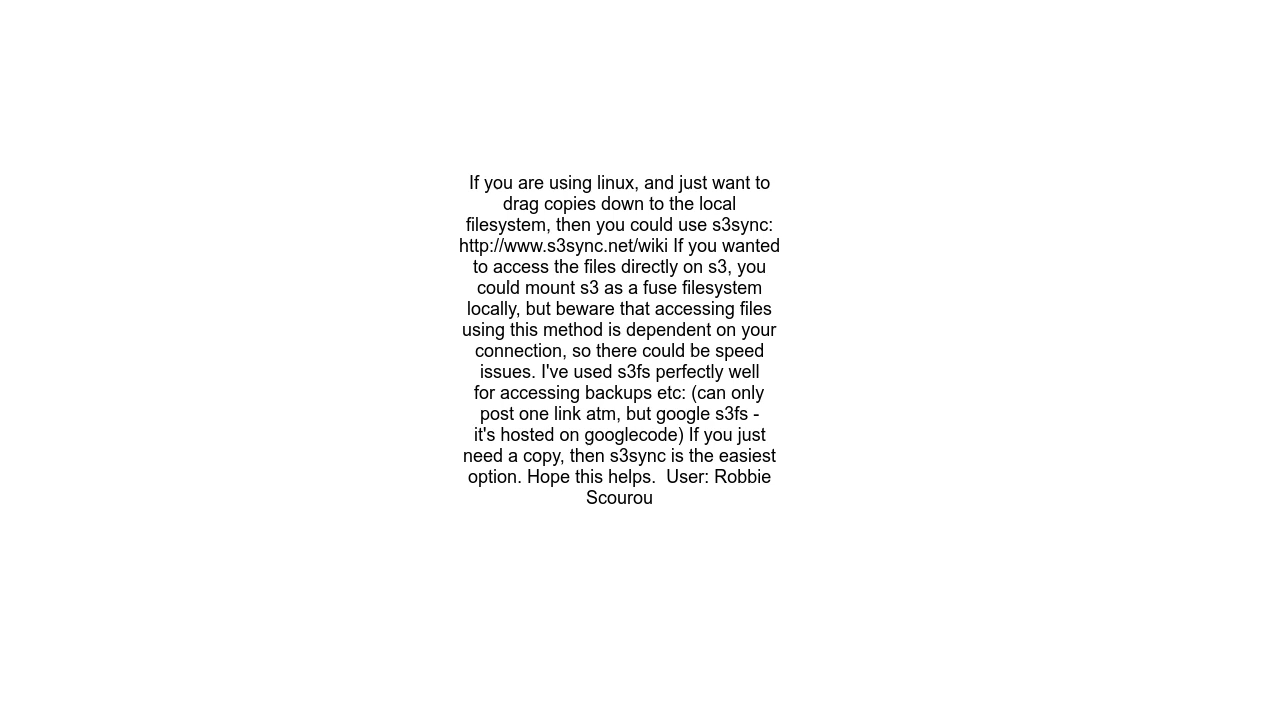 If you are using linux, and just want to
drag copies down to the local
filesystem, then you could use s3sync:
http://www.s3sync.net/wiki If you wanted
to access the files directly on s3, you
could mount s3 as a fuse filesystem
locally, but beware that accessing files
using this method is dependent on your
connection, so there could be speed
issues. I've used s3fs perfectly well
for accessing backups etc: (can only
post one link atm, but google s3fs -
it's hosted on googlecode) If you just
need a copy, then s3sync is the easiest
option. Hope this helps.  User: Robbie
Scourou